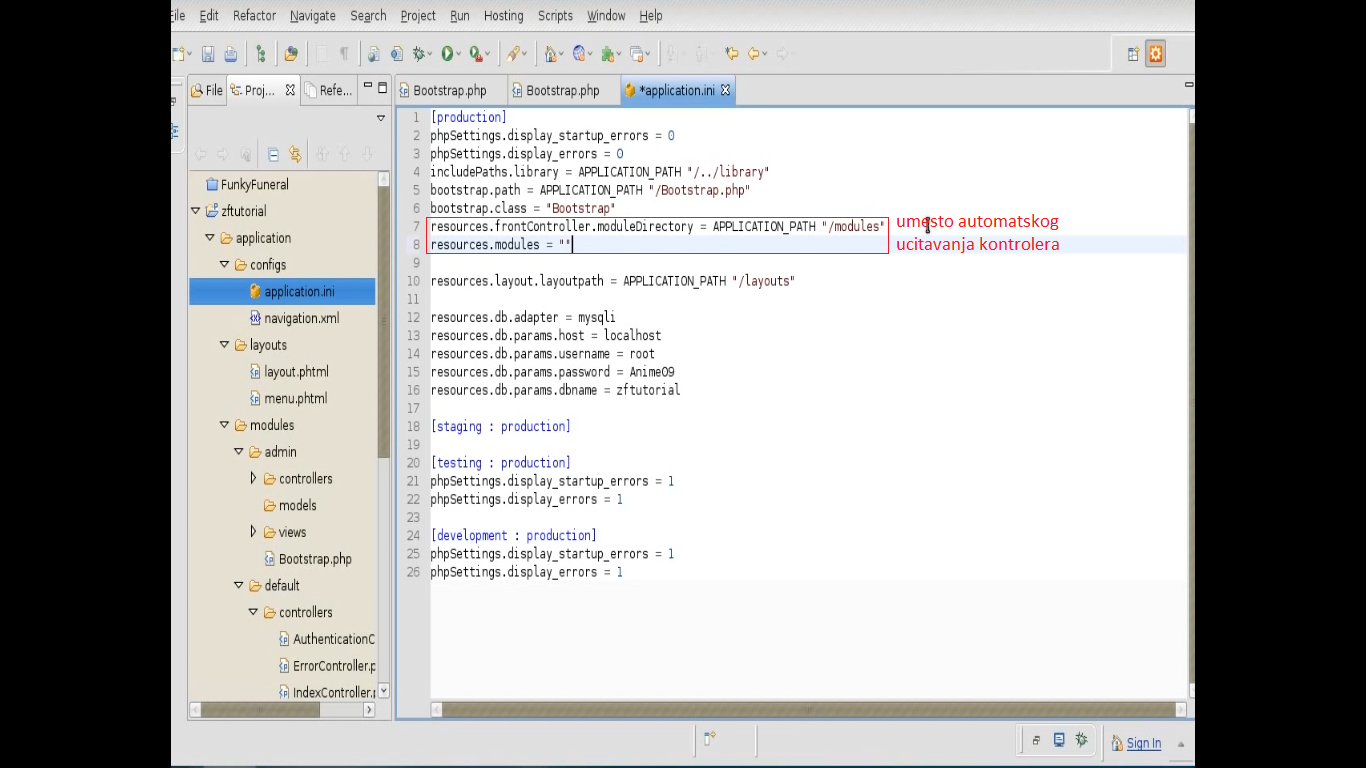 File Edit Refactor Navigate Search Project Run Hosting Scripts Window Help
File Proj... Refe...
Bootstrap.php Bootstrap.php *application.ini
FunkyFuneral
zftutorial
application
configs
application.ini
navigation.xml
layouts
layout.phtml
menu.phtml
modules
admin
controllers
models
views
Bootstrap.php
default
controllers
AuthenticationC
ErrorController.p
IndexController.p
1 [production]
2 phpSettings.display_startup_errors = 0
3 phpSettings.display_errors = 0
4 includePaths.library = APPLICATION_PATH "/../library"
5 bootstrap.path = APPLICATION_PATH "/Bootstrap.php"
6 bootstrap.class = "Bootstrap"
7 resources.frontController.moduleDirectory = APPLICATION_PATH "/modules"
8 resources.modules = ""
9
10 resources.layout.layoutpath = APPLICATION_PATH "/layouts"
11
12 resources.db.adapter = mysqli
13 resources.db.params.host = localhost
14 resources.db.params.username = root
15 resources.db.params.password = Anime09
16 resources.db.params.dbname = zftutorial
17
18 [staging : production]
19
20 [testing : production]
21 phpSettings.display_startup_errors = 1
22 phpSettings.display_errors = 1
23
24 [development : production]
25 phpSettings.display_startup_errors = 1
26 phpSettings.display_errors = 1
umesto automatskog
ucitavanja kontrolera
Sign In